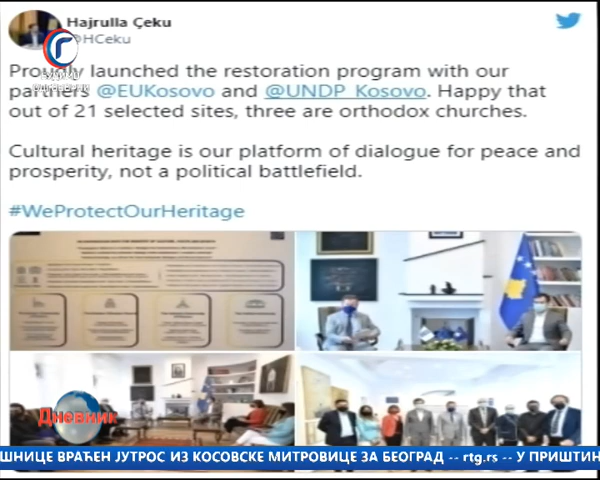 Hajrulla Çeku
@HCeku
Proudly launched the restoration program with our
partners @EUKosovo and @UNDP_Kosovo. Happy that
out of 21 selected sites, three are orthodox churches.
Cultural heritage is our platform of dialogue for peace and
prosperity, not a political battlefield.
#WeProtectOurHeritage
Дневник
ШНИЦЕ ВРАЋЕН ЈУТРОС ИЗ КОСОВСКЕ МИТРОВИЦЕ ЗА БЕОГРАД -- rtg.rs -- У ПРИШТИН